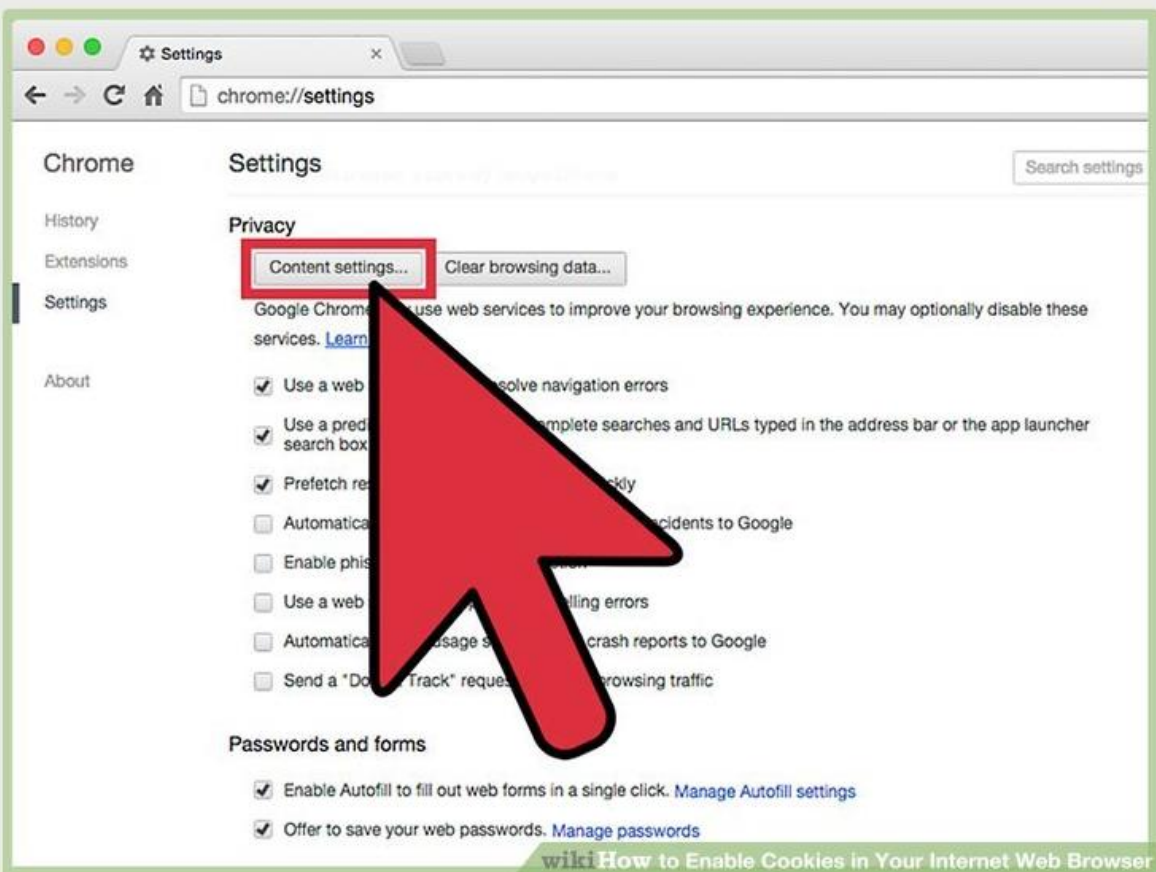 Settings
chrome://settings
Chrome
Settings
Search settings
History
Extensions
Settings
About
Privacy
Content settings...
Clear browsing data...
Google Chrome use web services to improve your browsing experience. You may optionally disable these
services. Learn
Use a web solve navigation errors
Use a predi mplete searches and URLs typed in the address bar or the app launcher
search box
Prefetch re ckly
Automatica cidents to Google
Enable phis
Use a web lling errors
Automatica usage s crash reports to Google
Send a "Do Track" reques rowsing traffic
Passwords and forms
Enable Autofill to fill out web forms in a single click. Manage Autofill settings
Offer to save your web passwords. Manage passwords
wikiHow to Enable Cookies in Your Internet Web Browser